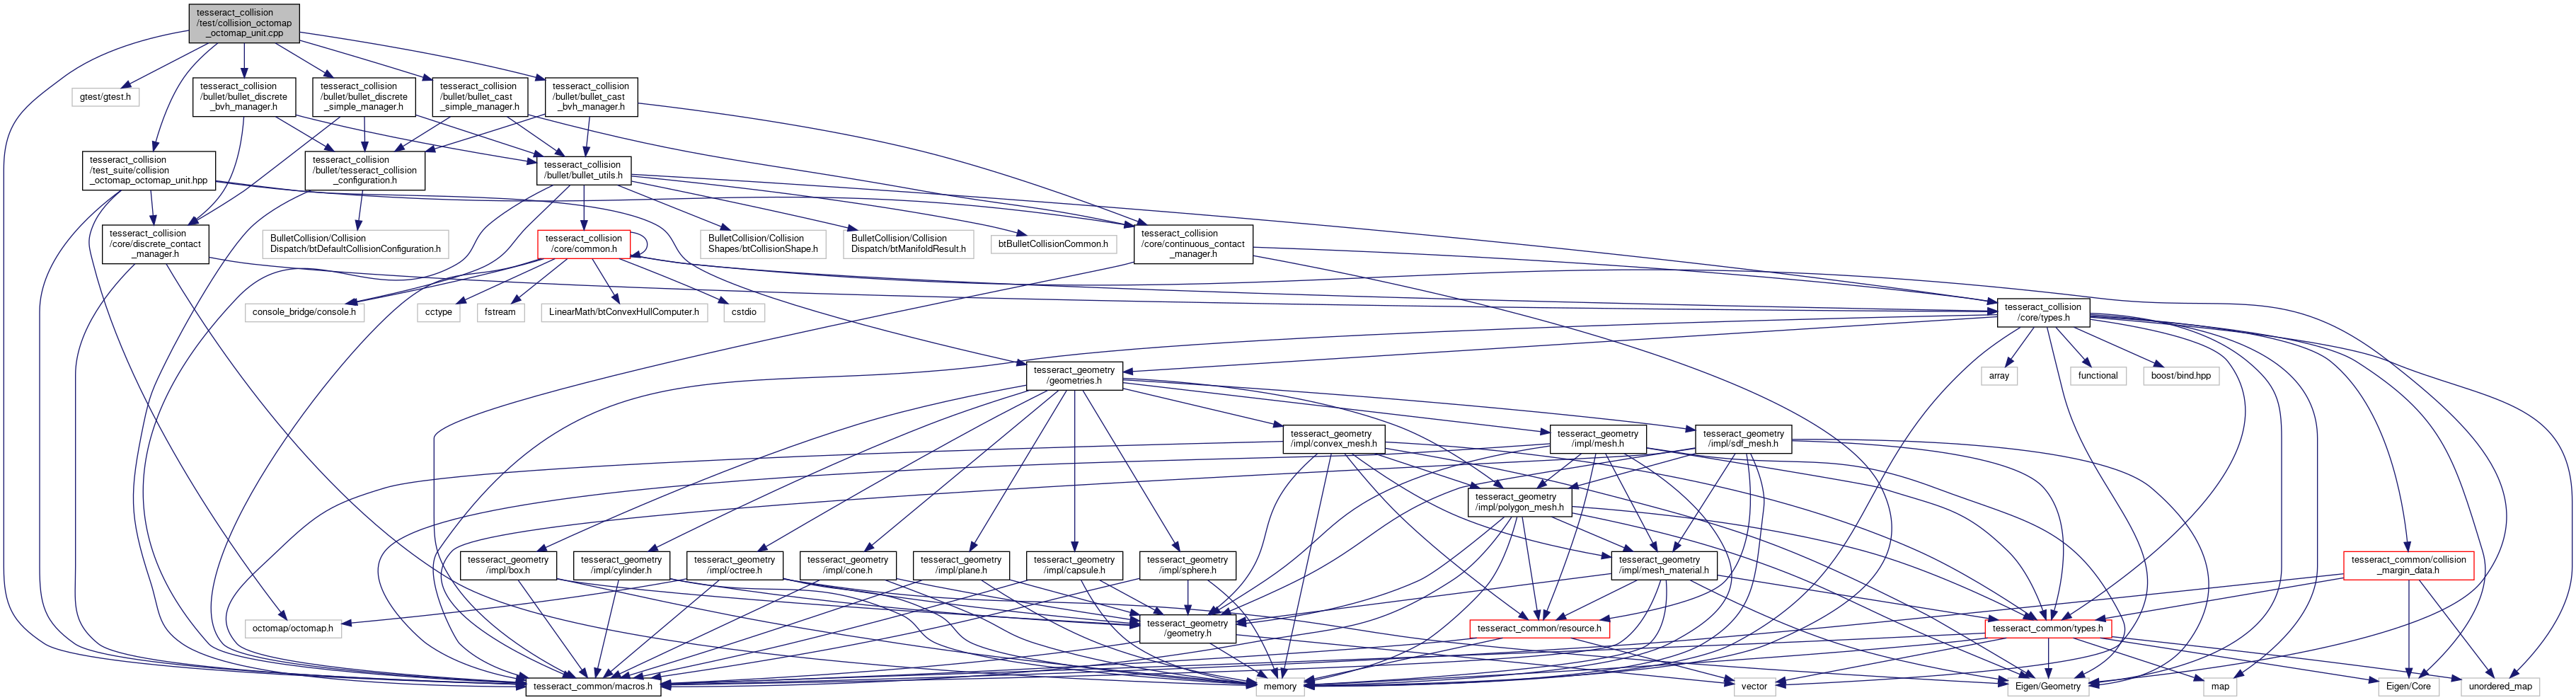 tesseract_collision
/test/collision_octomap
_octomap_unit.cpp
gtest/gtest.h
tesseract_collision
/bullet/bullet_discrete
_bvh_manager.h
tesseract_collision
/bullet/bullet_discrete
_simple_manager.h
tesseract_collision
/bullet/bullet_cast
_simple_manager.h
tesseract_collision
/bullet/bullet_cast
_bvh_manager.h
tesseract_collision
/test_suite/collision
_octomap_octomap_unit.hpp
tesseract_collision
/bullet/tesseract_collision
_configuration.h
tesseract_collision
/bullet/bullet_utils.h
tesseract_collision
/core/discrete_contact
_manager.h
BulletCollision/Collision
Dispatch/btDefaultCollisionConfiguration.h
tesseract_collision
/core/common.h
BulletCollision/Collision
Shapes/btCollisionShape.h
BulletCollision/Collision
Dispatch/btManifoldResult.h
btBulletCollisionCommon.h
tesseract_collision
/core/continuous_contact
_manager.h
console_bridge/console.h
cctype
fstream
LinearMath/btConvexHullComputer.h
cstdio
tesseract_collision
/core/types.h
tesseract_geometry
/geometries.h
array
functional
boost/bind.hpp
tesseract_geometry
/impl/convex_mesh.h
tesseract_geometry
/impl/mesh.h
tesseract_geometry
/impl/sdf_mesh.h
tesseract_geometry
/impl/polygon_mesh.h
tesseract_geometry
/impl/box.h
tesseract_geometry
/impl/cylinder.h
tesseract_geometry
/impl/octree.h
tesseract_geometry
/impl/cone.h
tesseract_geometry
/impl/plane.h
tesseract_geometry
/impl/capsule.h
tesseract_geometry
/impl/sphere.h
tesseract_geometry
/impl/mesh_material.h
tesseract_common/collision
_margin_data.h
octomap/octomap.h
tesseract_geometry
/geometry.h
tesseract_common/resource.h
tesseract_common/types.h
tesseract_common/macros.h
memory
vector
Eigen/Geometry
map
Eigen/Core
unordered_map